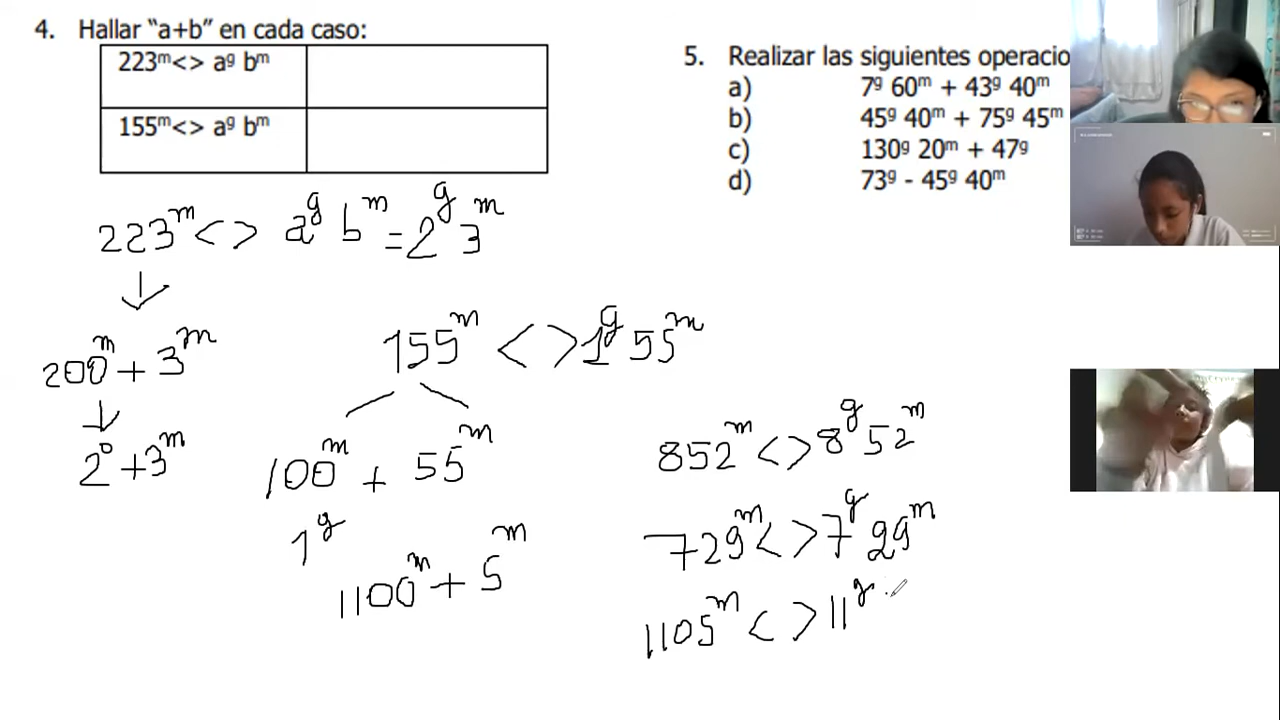 4. Hallar “a+b” en cada caso:
223ᵐ<> aᵍ bᵐ
155ᵐ<> aᵍ bᵐ
5. Realizar las siguientes operacio
a) 7ᵍ 60ᵐ + 43ᵍ 40ᵐ
b) 45ᵍ 40ᵐ + 75ᵍ 45ᵐ
c) 130ᵍ 20ᵐ + 47ᵍ
d) 73ᵍ - 45ᵍ 40ᵐ
223ᵐ <> aᵍ bᵐ = 2ᵍ 3ᵐ
200ᵐ + 3ᵐ
2⁰ + 3ᵐ
155ᵐ <> 1ᵍ 55ᵐ
100ᵐ + 55ᵐ
1ᵍ
1100ᵐ + 5ᵐ
852ᵐ <> 8ᵍ 52ᵐ
729ᵐ <> 7ᵍ 29ᵐ
1105ᵐ <> 11ᵍ